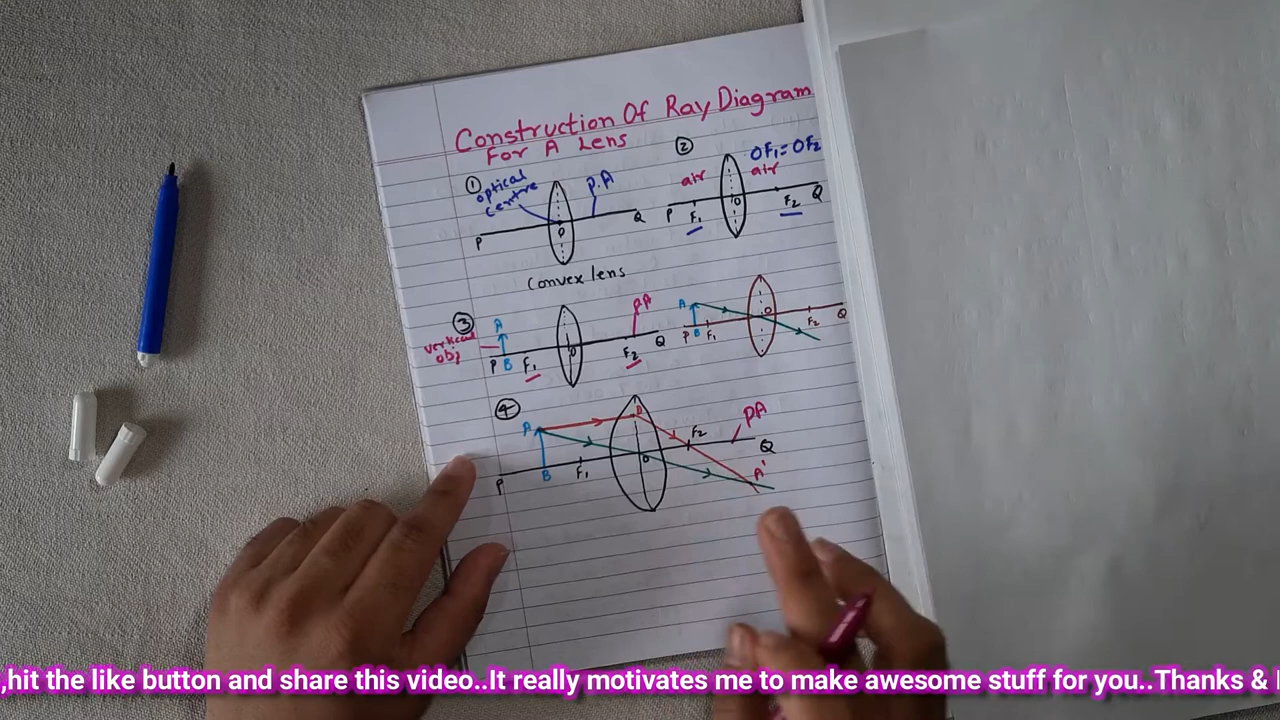 Construction Of Ray Diagram
For A Lens
① optical centre
P.A
P
O
Q
② OF₁ = OF₂
air
air
P
F₁
O
F₂
Q
Convex lens
③ vertical obj
A
P B F₁
O
F₂
Q
PA
A
P B F₁
O
F₂
Q
④
A
D
F₂
PA
Q
P
B
F₁
O
A'
,hit the like button and share this video..It really motivates me to make awesome stuff for you..Thanks &